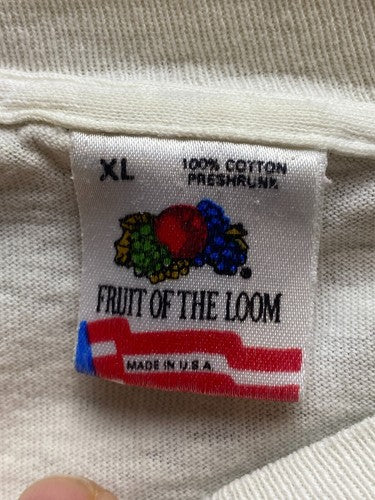 XL
100% COTTON
PRESHRUNK
®
FRUIT OF THE LOOM
MADE IN U.S.A.